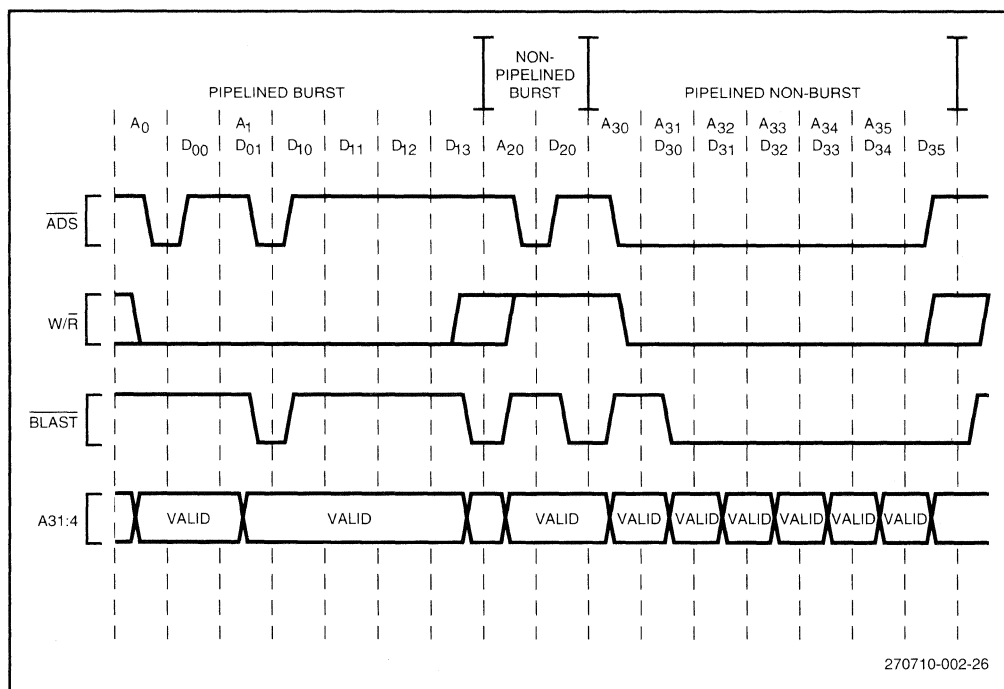 NON-
PIPELINED
BURST
PIPELINED BURST
PIPELINED NON-BURST
A0 A1 A30 A31 A32 A33 A34 A35
D00 D01 D10 D11 D12 D13 A20 D20 D30 D31 D32 D33 D34 D35
ADS
W/R
BLAST
A31:4 VALID VALID VALID VALID VALID VALID VALID VALID VALID
270710-002-26